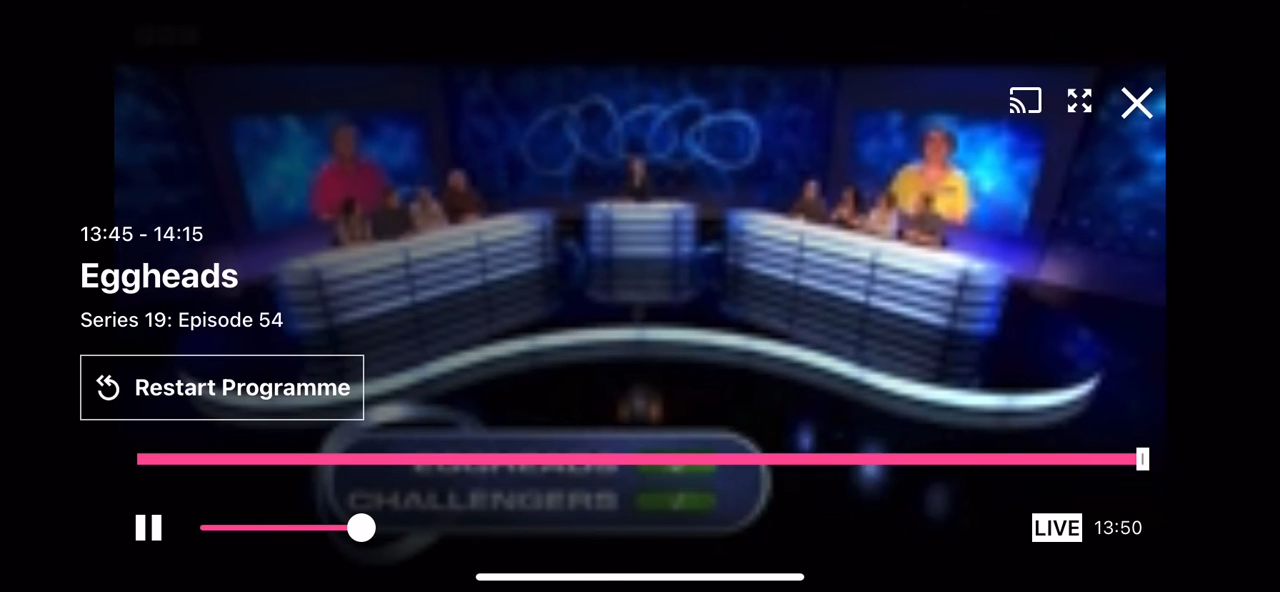 13:45 - 14:15
Eggheads
Series 19: Episode 54
Restart Programme
EGGHEADS
CHALLENGERS
LIVE 13:50